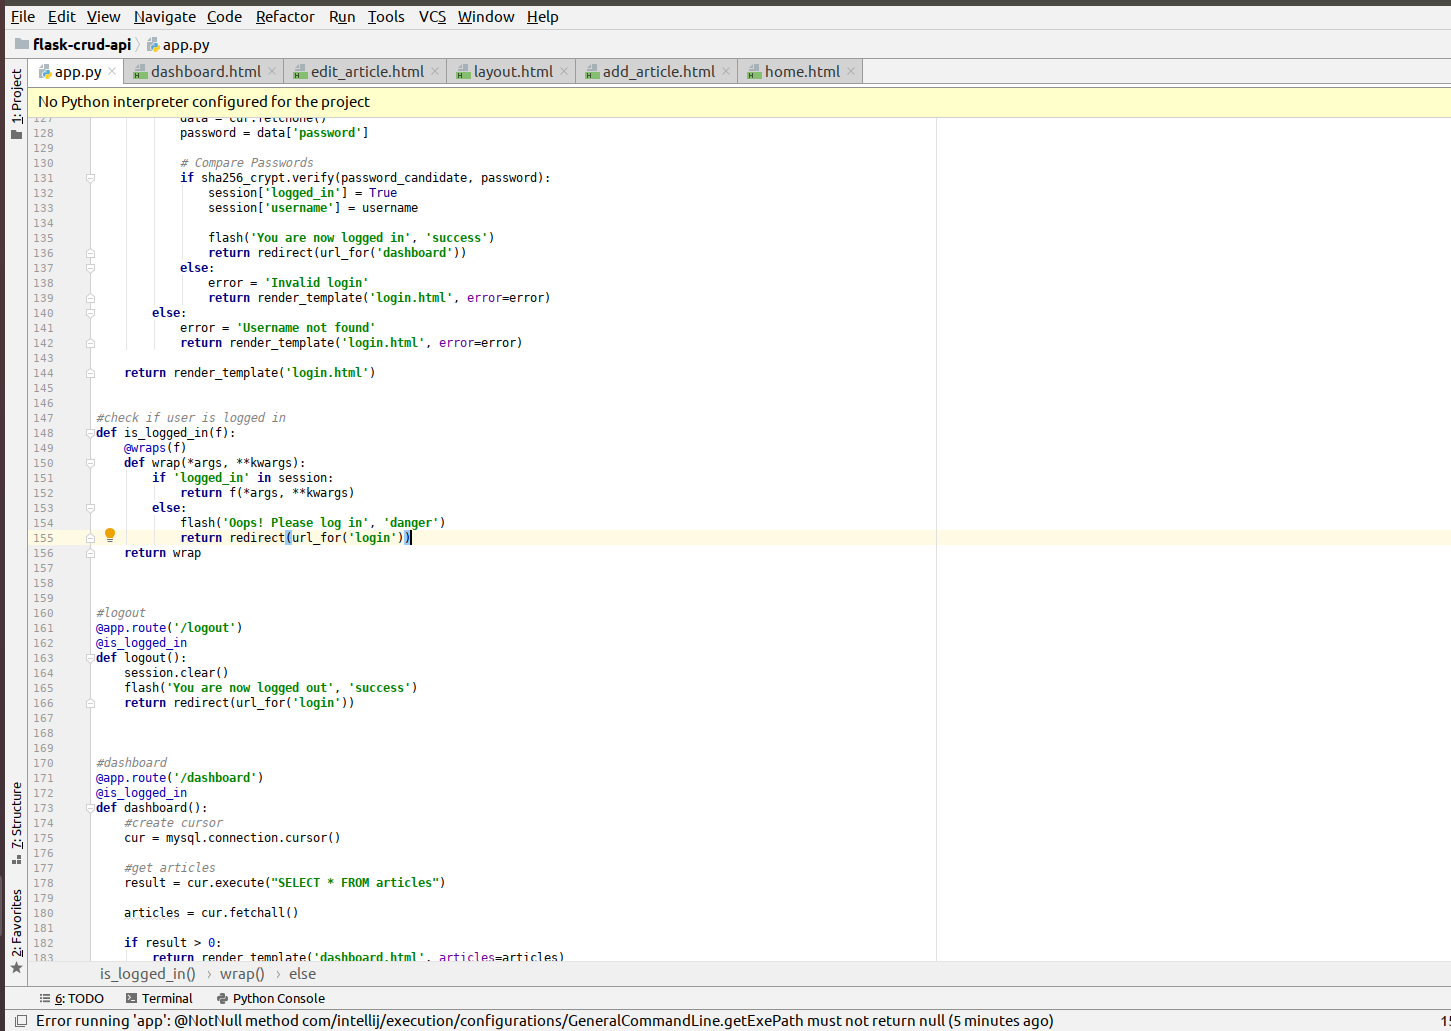 File Edit View Navigate Code Refactor Run Tools VCS Window Help
flask-crud-api app.py
app.py dashboard.html edit_article.html layout.html add_article.html home.html
No Python interpreter configured for the project
1: Project
7: Structure
2: Favorites
127 data = cur.fetchone()
128 password = data['password']
129
130 # Compare Passwords
131 if sha256_crypt.verify(password_candidate, password):
132 session['logged_in'] = True
133 session['username'] = username
134
135 flash('You are now logged in', 'success')
136 return redirect(url_for('dashboard'))
137 else:
138 error = 'Invalid login'
139 return render_template('login.html', error=error)
140 else:
141 error = 'Username not found'
142 return render_template('login.html', error=error)
143
144 return render_template('login.html')
145
146
147 #check if user is logged in
148 def is_logged_in(f):
149 @wraps(f)
150 def wrap(*args, **kwargs):
151 if 'logged_in' in session:
152 return f(*args, **kwargs)
153 else:
154 flash('Oops! Please log in', 'danger')
155 return redirect(url_for('login'))
156 return wrap
157
158
159
160 #logout
161 @app.route('/logout')
162 @is_logged_in
163 def logout():
164 session.clear()
165 flash('You are now logged out', 'success')
166 return redirect(url_for('login'))
167
168
169
170 #dashboard
171 @app.route('/dashboard')
172 @is_logged_in
173 def dashboard():
174 #create cursor
175 cur = mysql.connection.cursor()
176
177 #get articles
178 result = cur.execute("SELECT * FROM articles")
179
180 articles = cur.fetchall()
181
182 if result > 0:
183 return render_template('dashboard.html', articles=articles)
is_logged_in() › wrap() › else
6: TODO Terminal Python Console
Error running 'app': @NotNull method com/intellij/execution/configurations/GeneralCommandLine.getExePath must not return null (5 minutes ago)